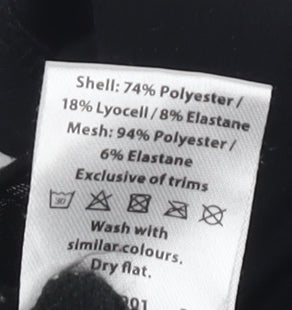 Shell: 74% Polyester /
18% Lyocell / 8% Elastane
Mesh: 94% Polyester /
6% Elastane
Exclusive of trims
30
Wash with
similar colours.
Dry flat.